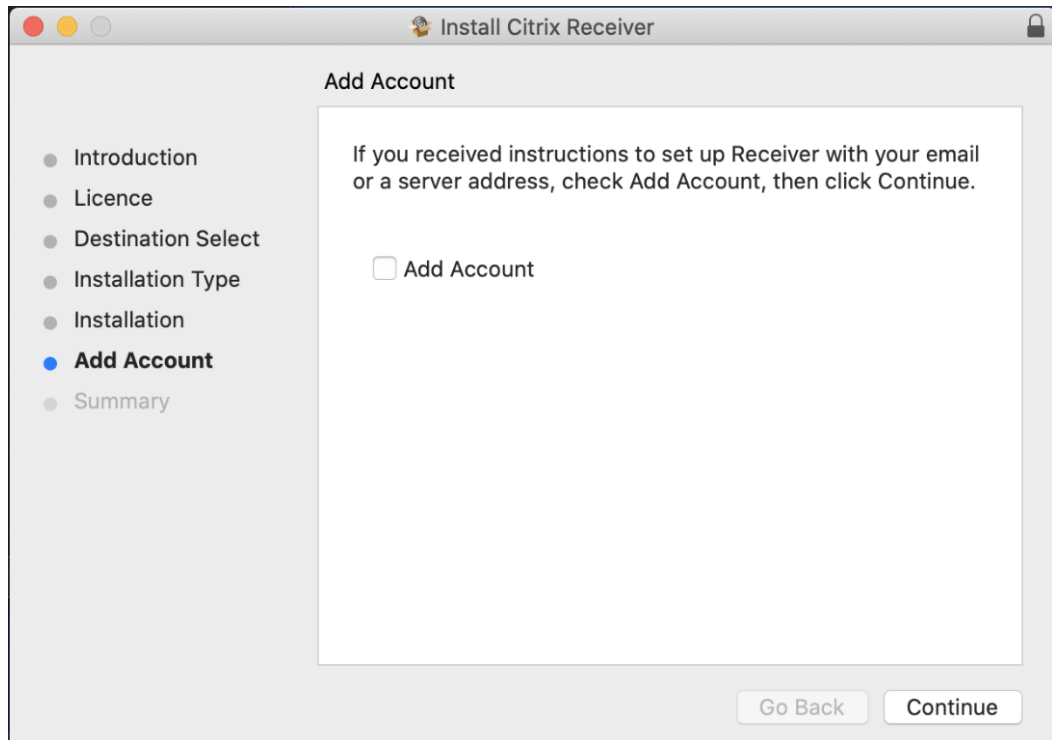 Install Citrix Receiver
Add Account
Introduction
Licence
Destination Select
Installation Type
Installation
Add Account
Summary
If you received instructions to set up Receiver with your email
or a server address, check Add Account, then click Continue.
Add Account
Go Back
Continue